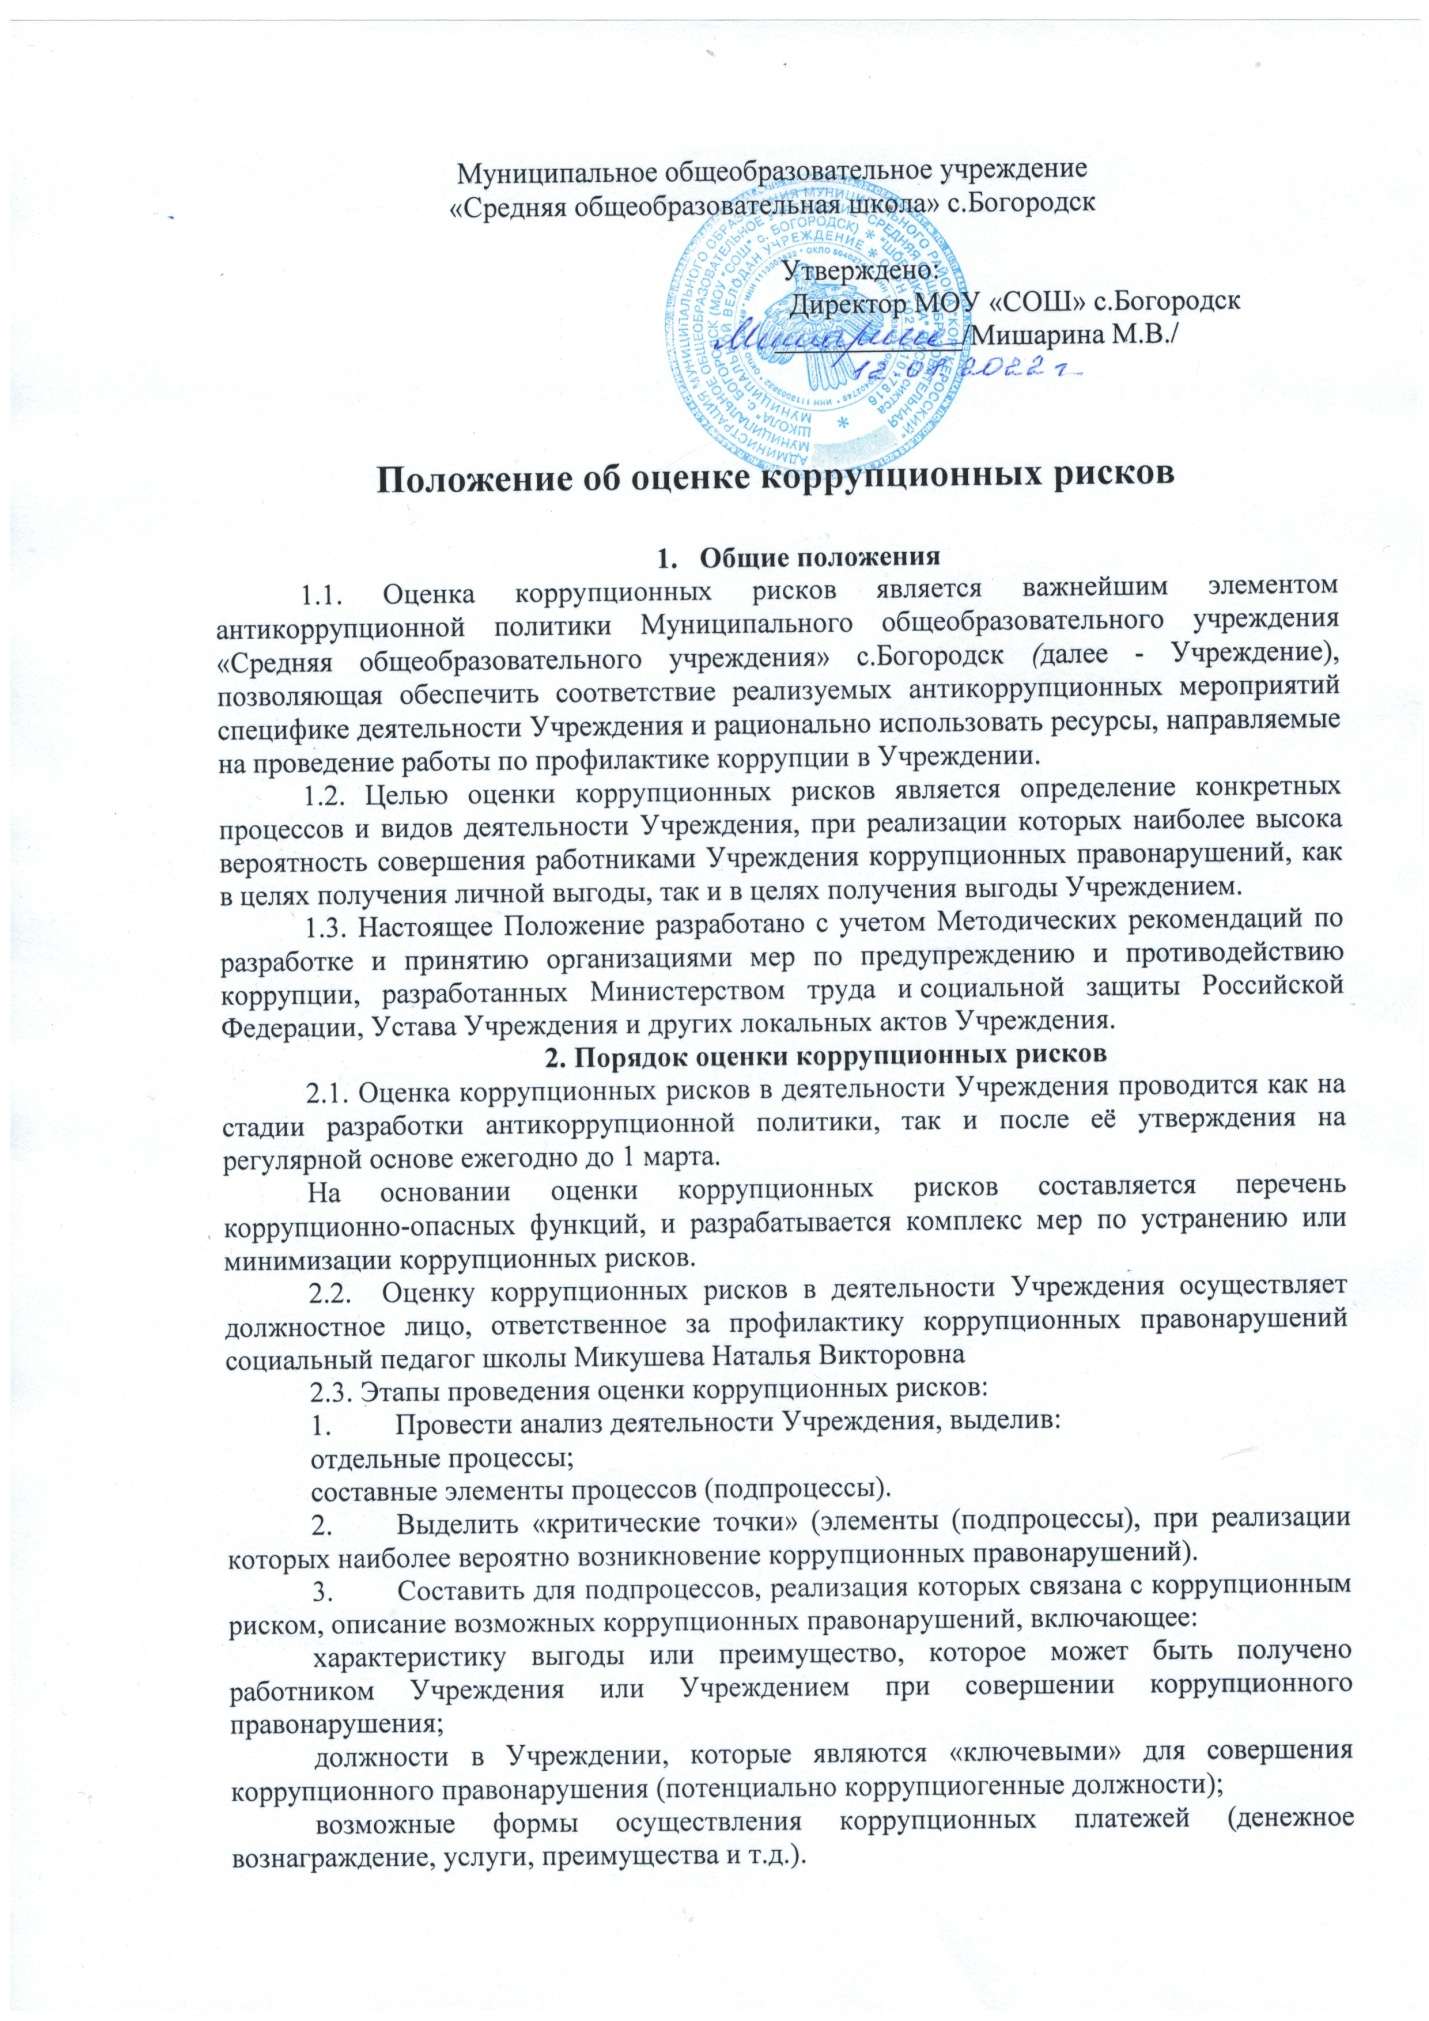 Муниципальное общеобразовательное учреждение
«Средняя общеобразовательная школа» с.Богородск
Утверждено:
Директор МОУ «СОШ» с.Богородск
/Мишарина М.В./
Положение об оценке коррупционных рисков
1. Общие положения
1.1. Оценка коррупционных рисков является важнейшим элементом
антикоррупционной политики Муниципального общеобразовательного учреждения
«Средняя общеобразовательного учреждения» с.Богородск (далее - Учреждение),
позволяющая обеспечить соответствие реализуемых антикоррупционных мероприятий
специфике деятельности Учреждения и рационально использовать ресурсы, направляемые
на проведение работы по профилактике коррупции в Учреждении.
1.2. Целью оценки коррупционных рисков является определение конкретных
процессов и видов деятельности Учреждения, при реализации которых наиболее высока
вероятность совершения работниками Учреждения коррупционных правонарушений, как
в целях получения личной выгоды, так и в целях получения выгоды Учреждением.
1.3. Настоящее Положение разработано с учетом Методических рекомендаций по
разработке и принятию организациями мер по предупреждению и противодействию
коррупции, разработанных Министерством труда и социальной защиты Российской
Федерации, Устава Учреждения и других локальных актов Учреждения.
2. Порядок оценки коррупционных рисков
2.1. Оценка коррупционных рисков в деятельности Учреждения проводится как на
стадии разработки антикоррупционной политики, так и после её утверждения на
регулярной основе ежегодно до 1 марта.
На основании оценки коррупционных рисков составляется перечень
коррупционно-опасных функций, и разрабатывается комплекс мер по устранению или
минимизации коррупционных рисков.
2.2. Оценку коррупционных рисков в деятельности Учреждения осуществляет
должностное лицо, ответственное за профилактику коррупционных правонарушений
социальный педагог школы Микушева Наталья Викторовна
2.3. Этапы проведения оценки коррупционных рисков:
1. Провести анализ деятельности Учреждения, выделив:
отдельные процессы;
составные элементы процессов (подпроцессы).
2. Выделить «критические точки» (элементы (подпроцессы), при реализации
которых наиболее вероятно возникновение коррупционных правонарушений).
3. Составить для подпроцессов, реализация которых связана с коррупционным
риском, описание возможных коррупционных правонарушений, включающее:
характеристику выгоды или преимущество, которое может быть получено
работником Учреждения или Учреждением при совершении коррупционного
правонарушения;
должности в Учреждении, которые являются «ключевыми» для совершения
коррупционного правонарушения (потенциально коррупциогенные должности);
возможные формы осуществления коррупционных платежей (денежное
вознаграждение, услуги, преимущества и т.д.).